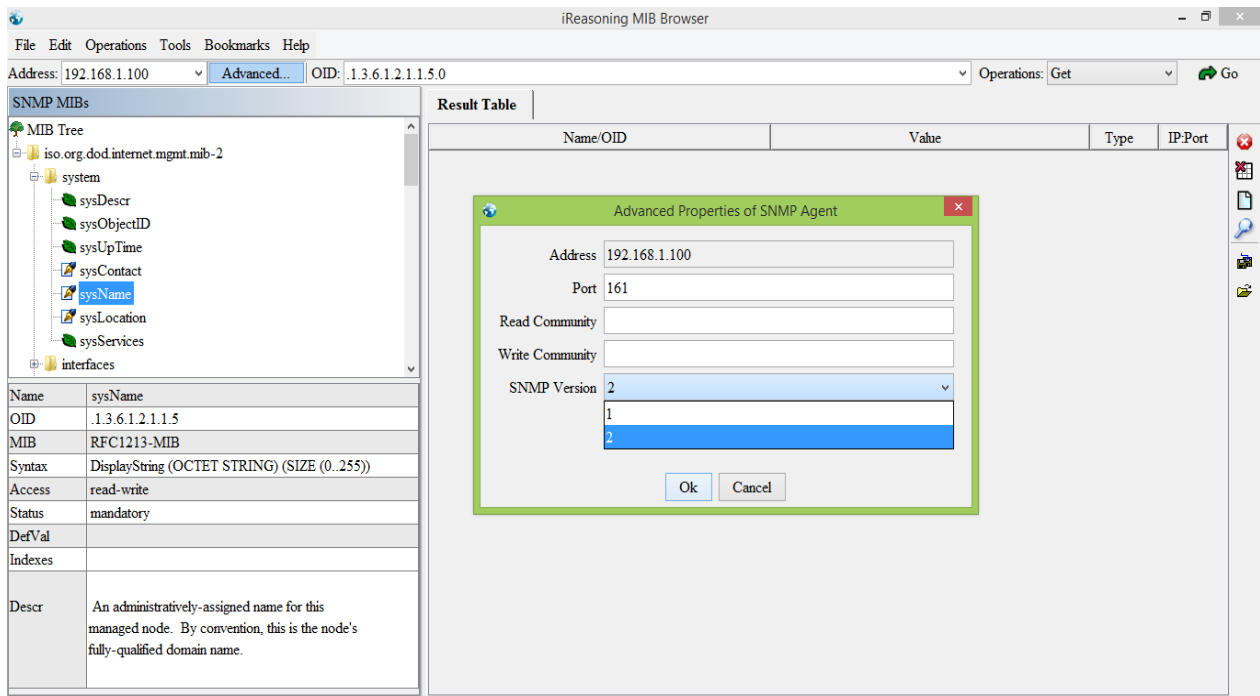 iReasoning MIB Browser
File Edit Operations Tools Bookmarks Help
Address: 192.168.1.100 Advanced... OID: .1.3.6.1.2.1.1.5.0 Operations: Get Go
SNMP MIBs
MIB Tree
iso.org.dod.internet.mgmt.mib-2
system
sysDescr
sysObjectID
sysUpTime
sysContact
sysName
sysLocation
sysServices
interfaces
Name sysName
OID .1.3.6.1.2.1.1.5
MIB RFC1213-MIB
Syntax DisplayString (OCTET STRING) (SIZE (0..255))
Access read-write
Status mandatory
DefVal
Indexes
Descr An administratively-assigned name for this
managed node. By convention, this is the node's
fully-qualified domain name.
Result Table
Name/OID Value Type IP:Port
Advanced Properties of SNMP Agent
Address 192.168.1.100
Port 161
Read Community
Write Community
SNMP Version 2
1
2
Ok Cancel